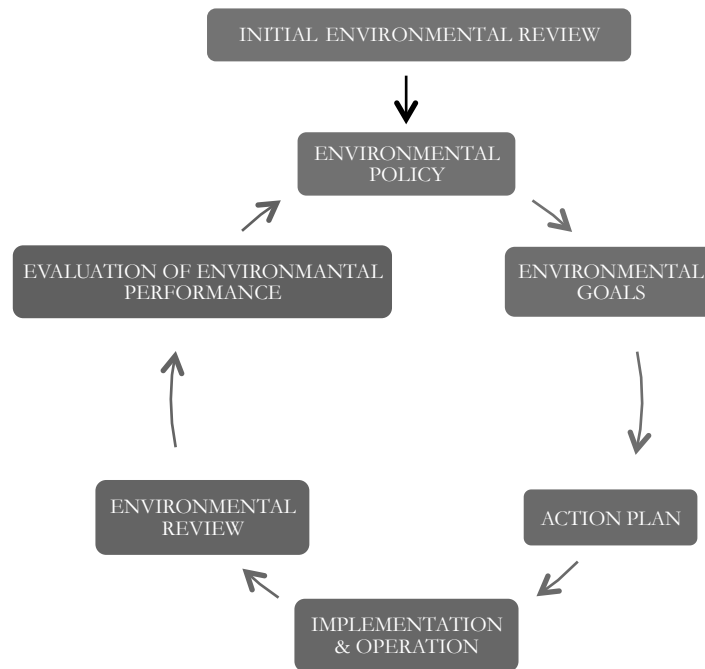 INITIAL ENVIRONMENTAL REVIEW
ENVIRONMENTAL
POLICY
EVALUATION OF ENVIRONMANTAL
PERFORMANCE
ENVIRONMENTAL
GOALS
ENVIRONMENTAL
REVIEW
ACTION PLAN
IMPLEMENTATION
& OPERATION